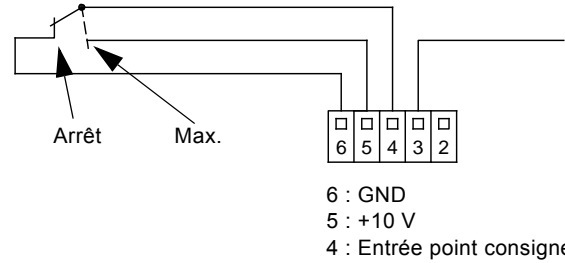 Arrêt Max.
6 5 4 3 2
6 : GND
5 : +10 V
4 : Entrée point consigne